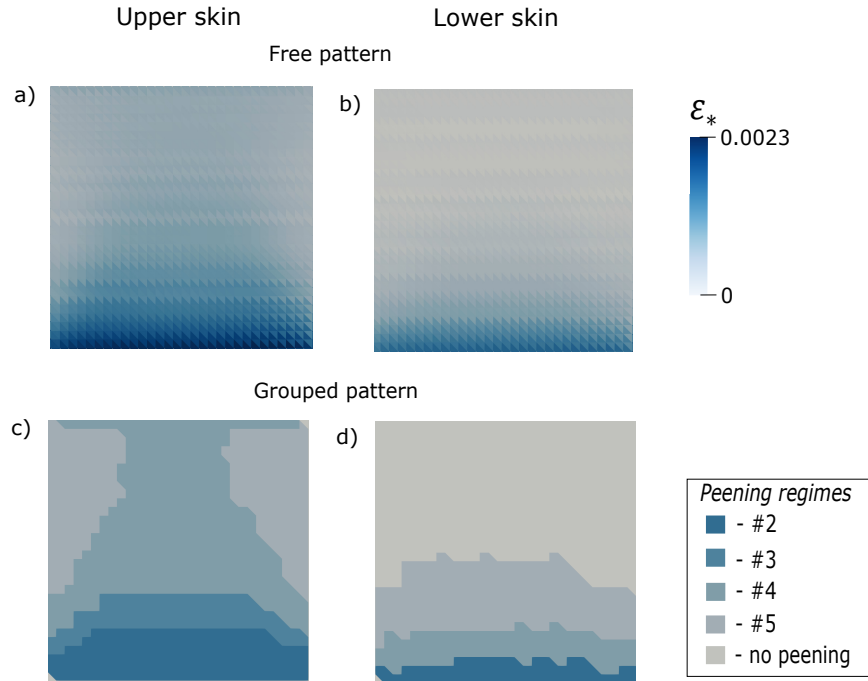 Upper skin
Lower skin
Free pattern
a)
b)
ℰ*
0.0023
0
Grouped pattern
c)
d)
Peening regimes
- #2
- #3
- #4
- #5
- no peening